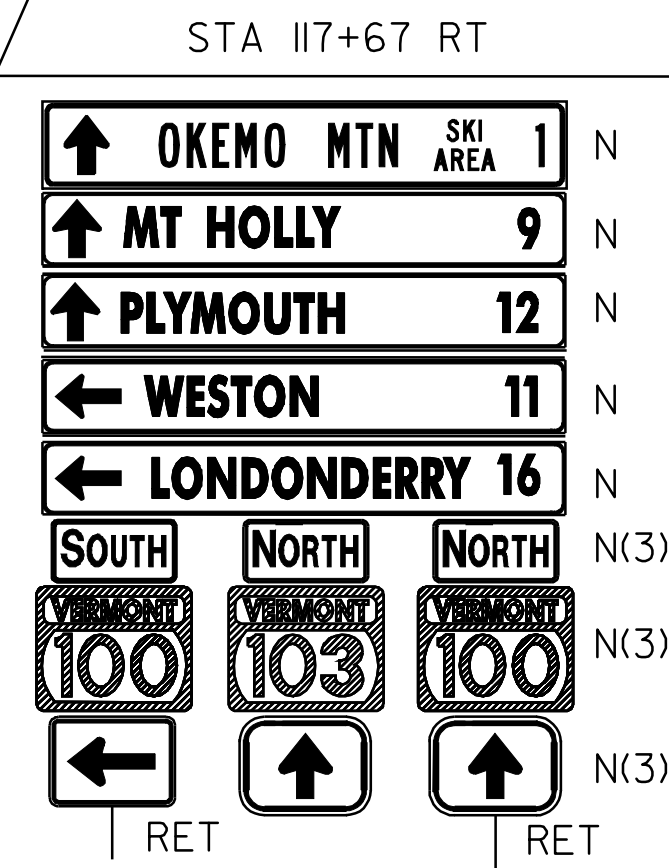 STA 117+67 RT
OKEMO MTN SKI AREA 1 N
MT HOLLY 9 N
PLYMOUTH 12 N
WESTON 11 N
LONDONDERRY 16 N
SOUTH NORTH NORTH N(3)
VERMONT VERMONT VERMONT
100 103 100 N(3)
N(3)
RET RET